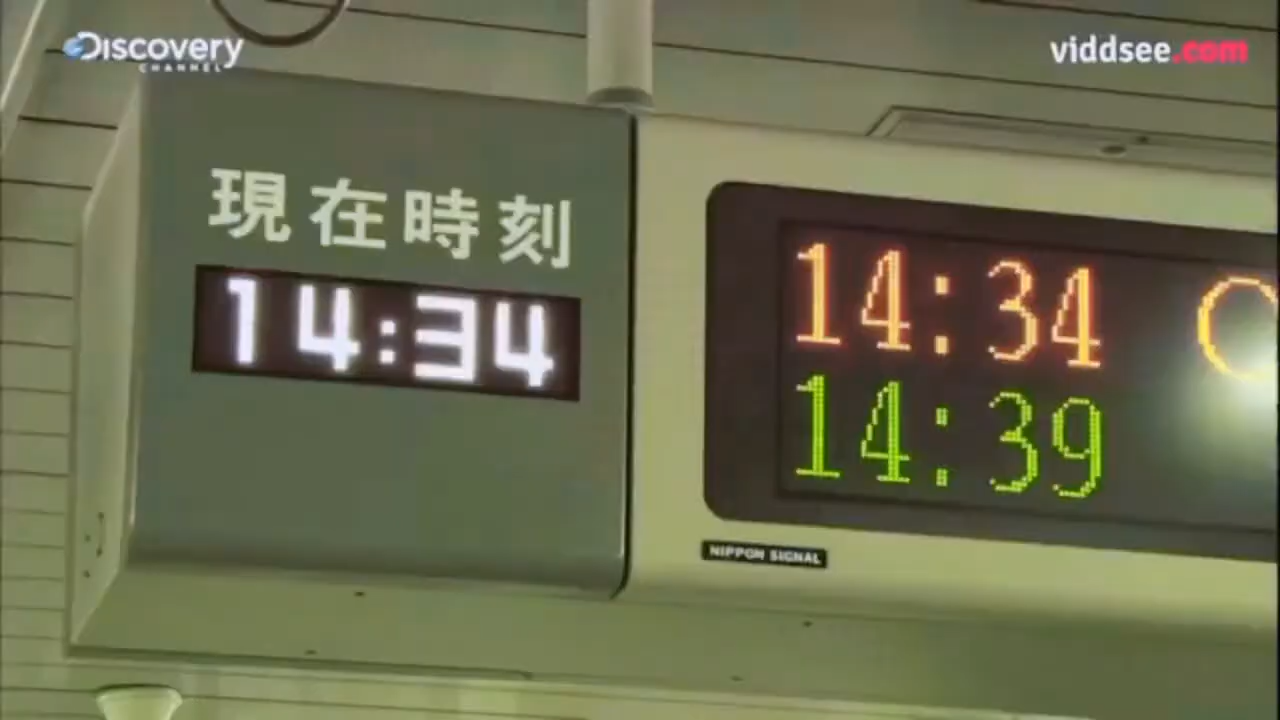 Discovery
CHANNEL
viddsee.com
現在時刻
14:34
14:34
14:39
NIPPON SIGNAL